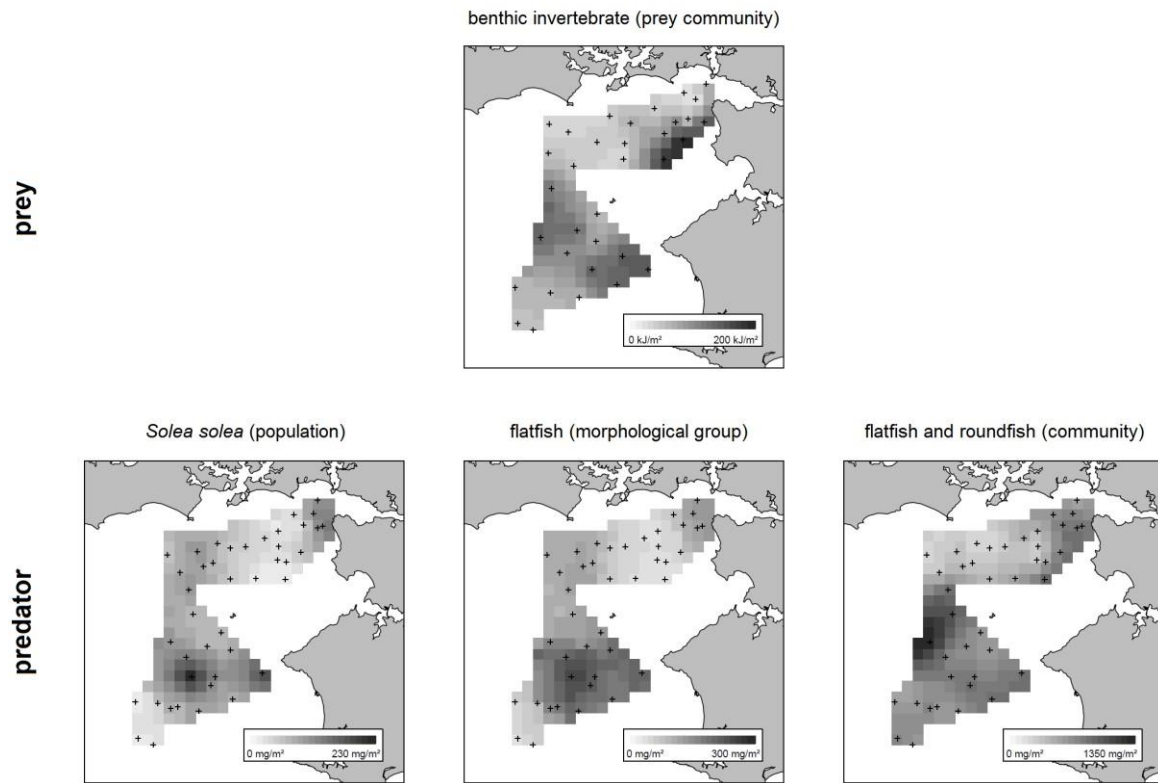 benthic invertebrate (prey community)
prey
0 kJ/m² 200 kJ/m²
Solea solea (population)
flatfish (morphological group)
flatfish and roundfish (community)
predator
0 mg/m² 230 mg/m²
0 mg/m² 300 mg/m²
0 mg/m² 1350 mg/m²